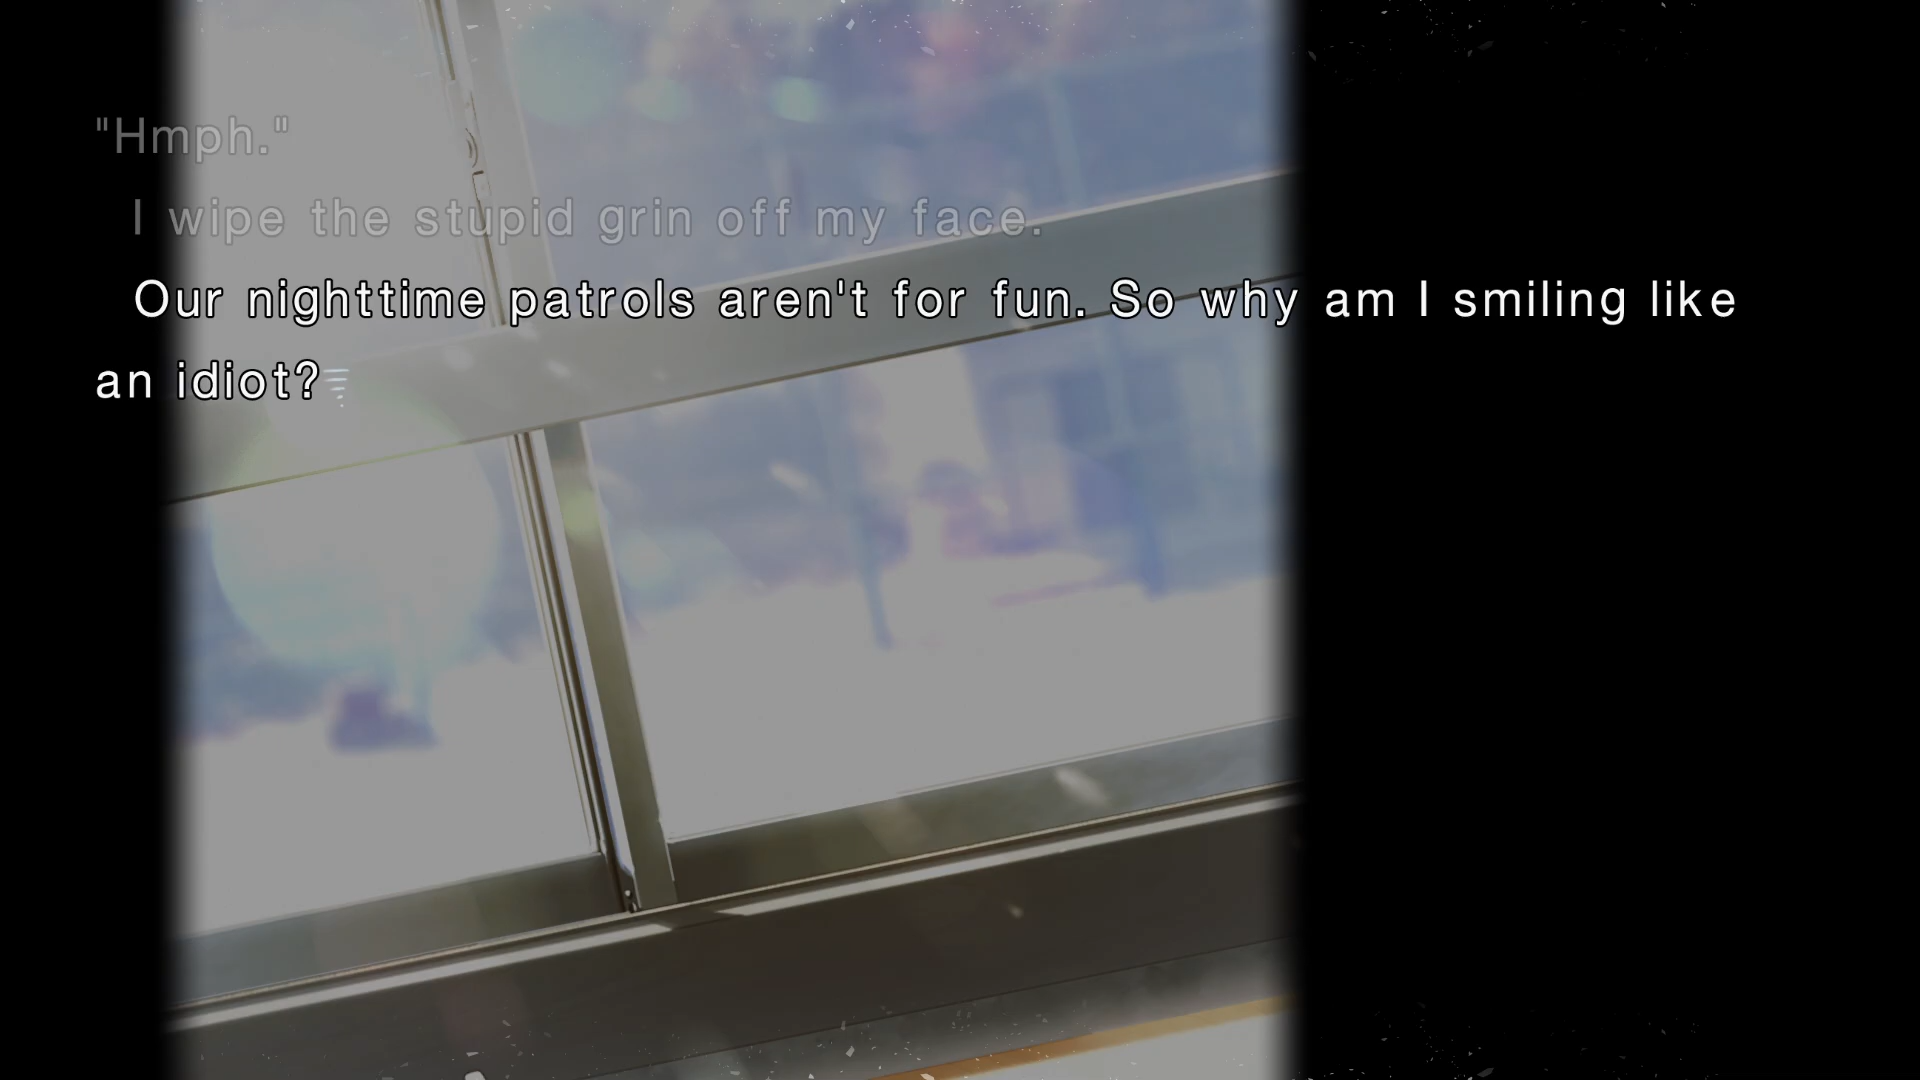 "Hmph."
I wipe the stupid grin off my face.
Our nighttime patrols aren't for fun. So why am I smiling like
an idiot?